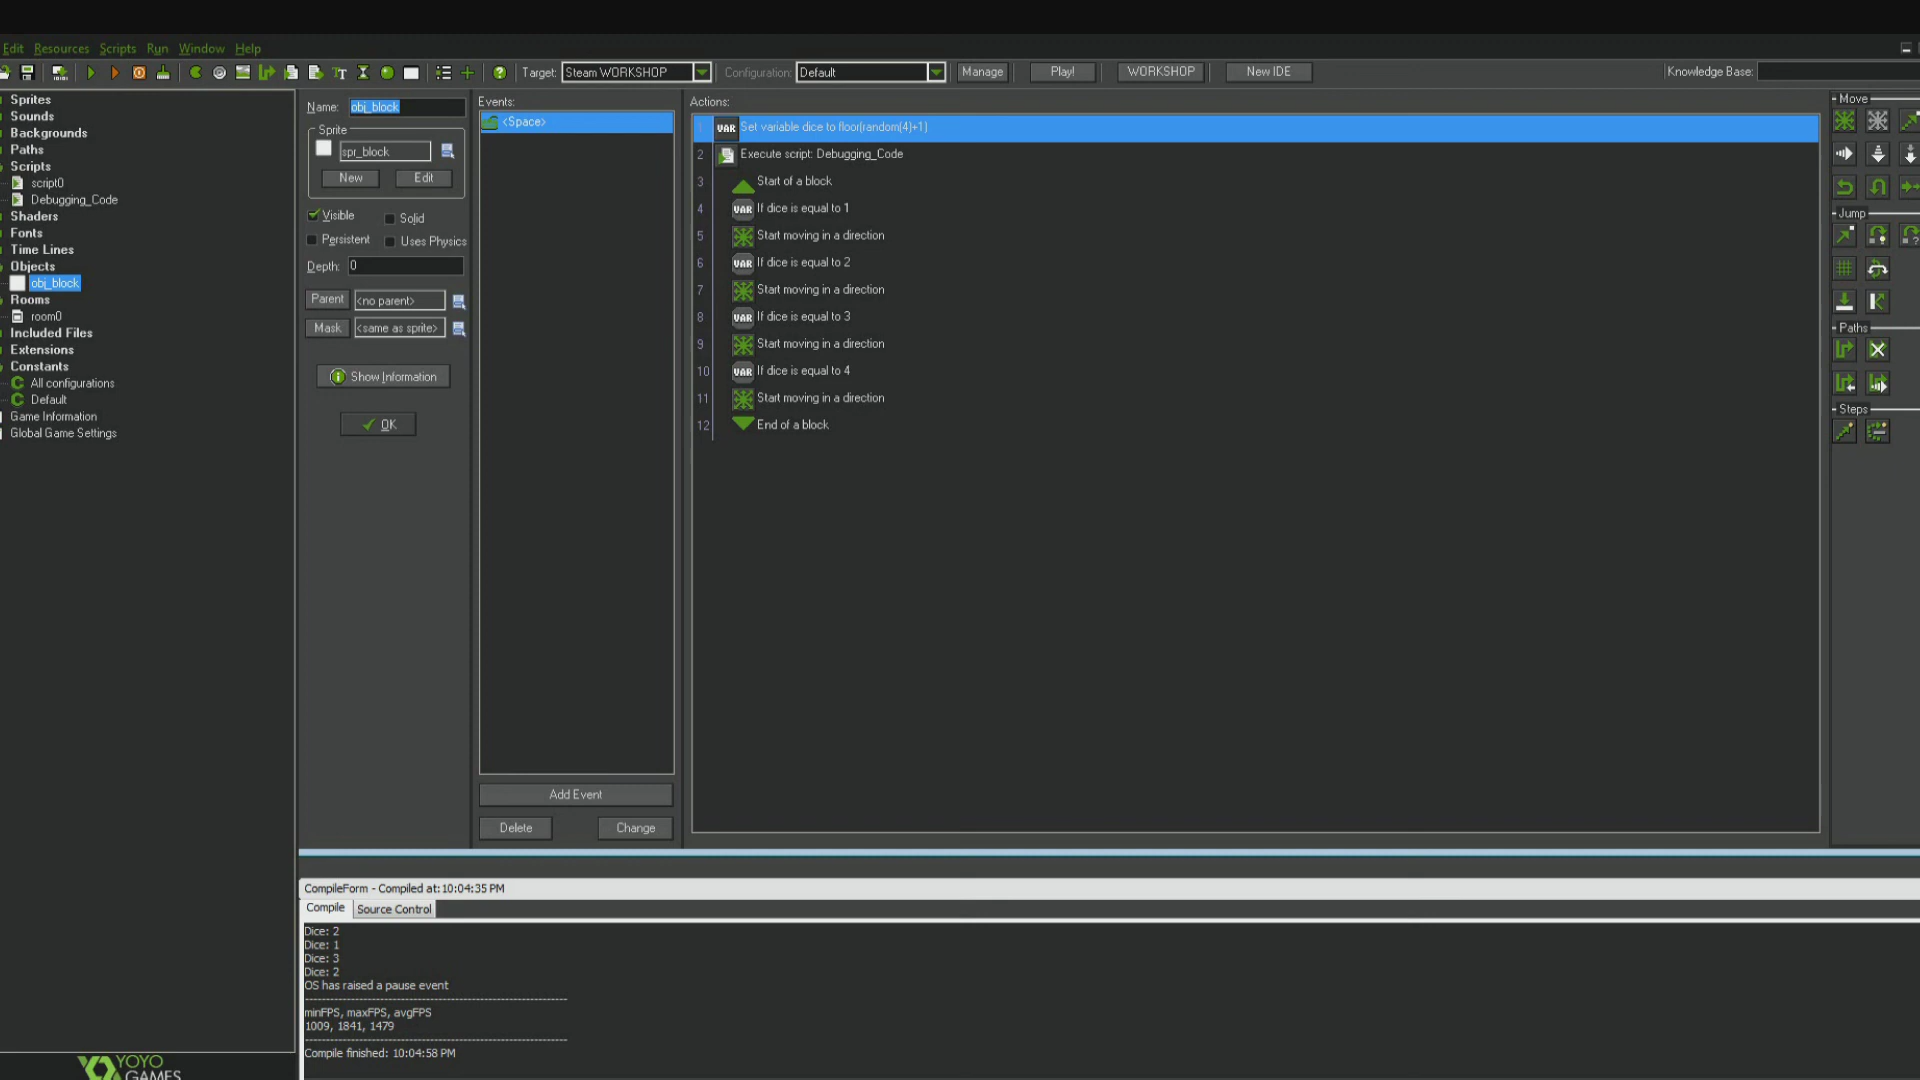 Edit Resources Scripts Run Window Help
Target: Steam WORKSHOP Configuration: Default Manage Play! WORKSHOP New IDE Knowledge Base:
Sprites
Sounds
Backgrounds
Paths
Scripts
script0
Debugging_Code
Shaders
Fonts
Time Lines
Objects
obj_block
Rooms
room0
Included Files
Extensions
Constants
All configurations
Default
Game Information
Global Game Settings
YOYO
GAMES
Name: obj_block
Sprite
spr_block
New Edit
Visible Solid
Persistent Uses Physics
Depth: 0
Parent <no parent>
Mask <same as sprite>
Show Information
OK
Events:
<Space>
Add Event
Delete Change
Actions:
1 VAR Set variable dice to floor(random(4)+1)
2 Execute script: Debugging_Code
3 Start of a block
4 VAR If dice is equal to 1
5 Start moving in a direction
6 VAR If dice is equal to 2
7 Start moving in a direction
8 VAR If dice is equal to 3
9 Start moving in a direction
10 VAR If dice is equal to 4
11 Start moving in a direction
12 End of a block
Move
Jump
Paths
Steps
CompileForm - Compiled at: 10:04:35 PM
Compile Source Control
Dice: 2
Dice: 1
Dice: 3
Dice: 2
OS has raised a pause event
minFPS, maxFPS, avgFPS
1009, 1841, 1479
Compile finished: 10:04:58 PM